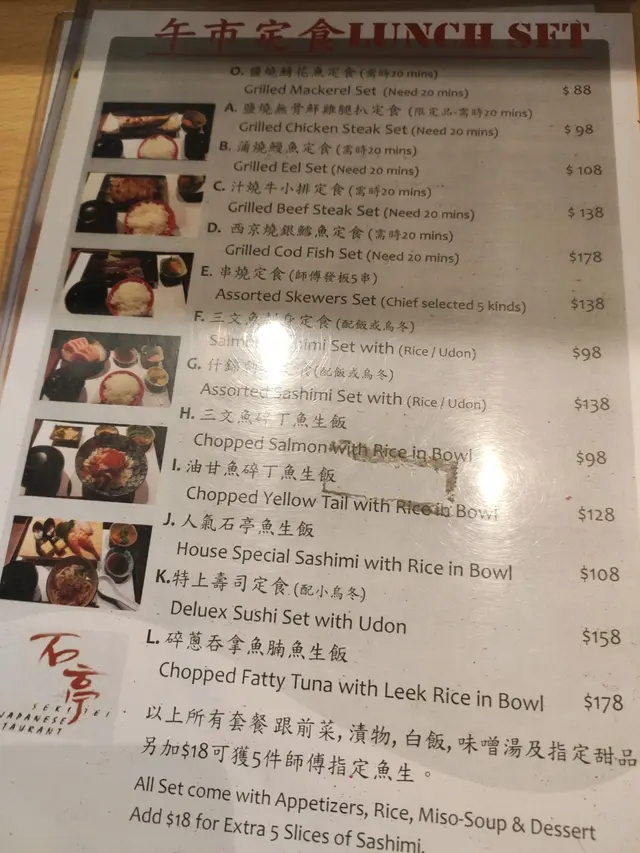 午市定食 LUNCH SET
O. 鹽燒鯖花魚定食 (需時20 mins)
Grilled Mackerel Set (Need 20 mins) $ 88
A. 鹽燒無骨鮮雞腿扒定食 (限定品-需時20 mins)
Grilled Chicken Steak Set (Need 20 mins) $ 98
B. 蒲燒鰻魚定食 (需時20 mins)
Grilled Eel Set (Need 20 mins) $ 108
C. 汁燒牛小排定食 (需時20 mins)
Grilled Beef Steak Set (Need 20 mins) $ 138
D. 西京燒銀鱈魚定食 (需時20 mins)
Grilled Cod Fish Set (Need 20 mins) $178
E. 串燒定食 (師傅發板5串)
Assorted Skewers Set (Chief selected 5 kinds) $138
F. 三文魚 定食 (配飯或烏冬)
Set with (Rice / Udon) $98
G. 什錦 (配飯或烏冬)
Assorted Sashimi Set with (Rice / Udon) $138
H. 三文魚碎丁魚生飯
Chopped Salmon with Rice in Bowl $98
I. 油甘魚碎丁魚生飯
Chopped Yellow Tail with Rice in Bowl $128
J. 人氣石亭魚生飯
House Special Sashimi with Rice in Bowl $108
K. 特上壽司定食 (配小烏冬)
Deluex Sushi Set with Udon $158
L. 碎蔥吞拿魚腩魚生飯
Chopped Fatty Tuna with Leek Rice in Bowl $178
石亭
JAPANESE
以上所有套餐跟前菜, 漬物, 白飯, 味噌湯及指定甜品
另加$18可獲5件師傅指定魚生。
All Set come with Appetizers, Rice, Miso-Soup & Dessert
Add $18 for Extra 5 Slices of Sashimi.